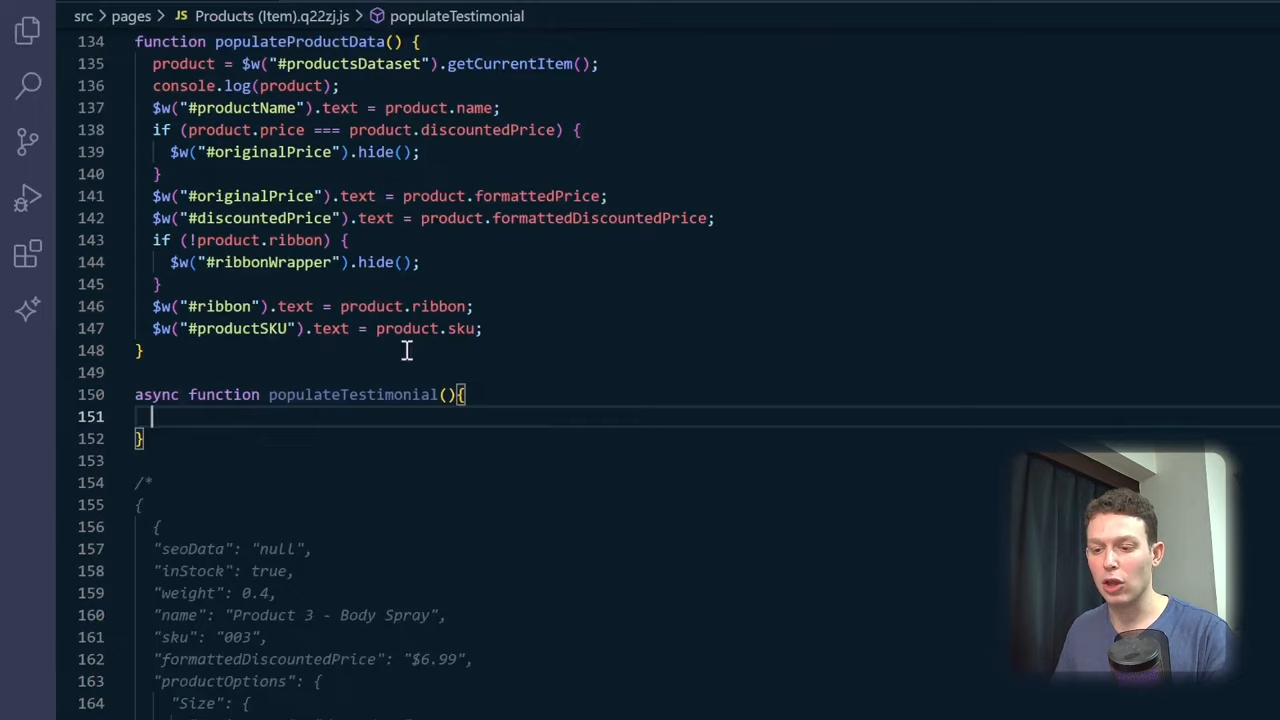 src > pages > JS Products (Item).q22zj.js > populateTestimonial
134 function populateProductData() {
135 product = $w("#productsDataset").getCurrentItem();
136 console.log(product);
137 $w("#productName").text = product.name;
138 if (product.price === product.discountedPrice) {
139 $w("#originalPrice").hide();
140 }
141 $w("#originalPrice").text = product.formattedPrice;
142 $w("#discountedPrice").text = product.formattedDiscountedPrice;
143 if (!product.ribbon) {
144 $w("#ribbonWrapper").hide();
145 }
146 $w("#ribbon").text = product.ribbon;
147 $w("#productSKU").text = product.sku;
148 }
149
150 async function populateTestimonial(){
151
152 }
153
154 /*
155 {
156 {
157 "seoData": "null",
158 "inStock": true,
159 "weight": 0.4,
160 "name": "Product 3 - Body Spray",
161 "sku": "003",
162 "formattedDiscountedPrice": "$6.99",
163 "productOptions": {
164 "Size": {